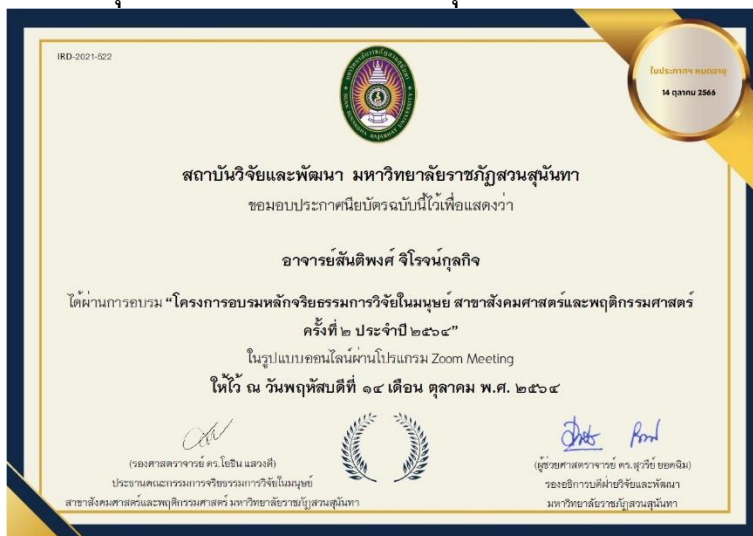 IRD-2021-522
ใบประกาศฯ หมดอายุ
14 ตุลาคม 2566
สถาบันวิจัยและพัฒนา มหาวิทยาลัยราชภัฏสวนสุนันทา
ขอมอบประกาศนียบัตรฉบับนี้ไว้เพื่อแสดงว่า
อาจารย์สันติพงศ์ จิโรจน์กุลกิจ
ได้ผ่านการอบรม “โครงการอบรมหลักจริยธรรมการวิจัยในมนุษย์ สาขาสังคมศาสตร์และพฤติกรรมศาสตร์
ครั้งที่ ๒ ประจำปี ๒๕๖๔”
ในรูปแบบออนไลน์ผ่านโปรแกรม Zoom Meeting
ให้ไว้ ณ วันพฤหัสบดีที่ ๑๔ เดือน ตุลาคม พ.ศ. ๒๕๖๔
(รองศาสตราจารย์ ดร.โยธิน แสวงดี)
ประธานคณะกรรมการจริยธรรมการวิจัยในมนุษย์
สาขาสังคมศาสตร์และพฤติกรรมศาสตร์ มหาวิทยาลัยราชภัฏสวนสุนันทา
(ผู้ช่วยศาสตราจารย์ ดร.สุวรีย์ ยอดฉิม)
รองอธิการบดีฝ่ายวิจัยและพัฒนา
มหาวิทยาลัยราชภัฏสวนสุนันทา